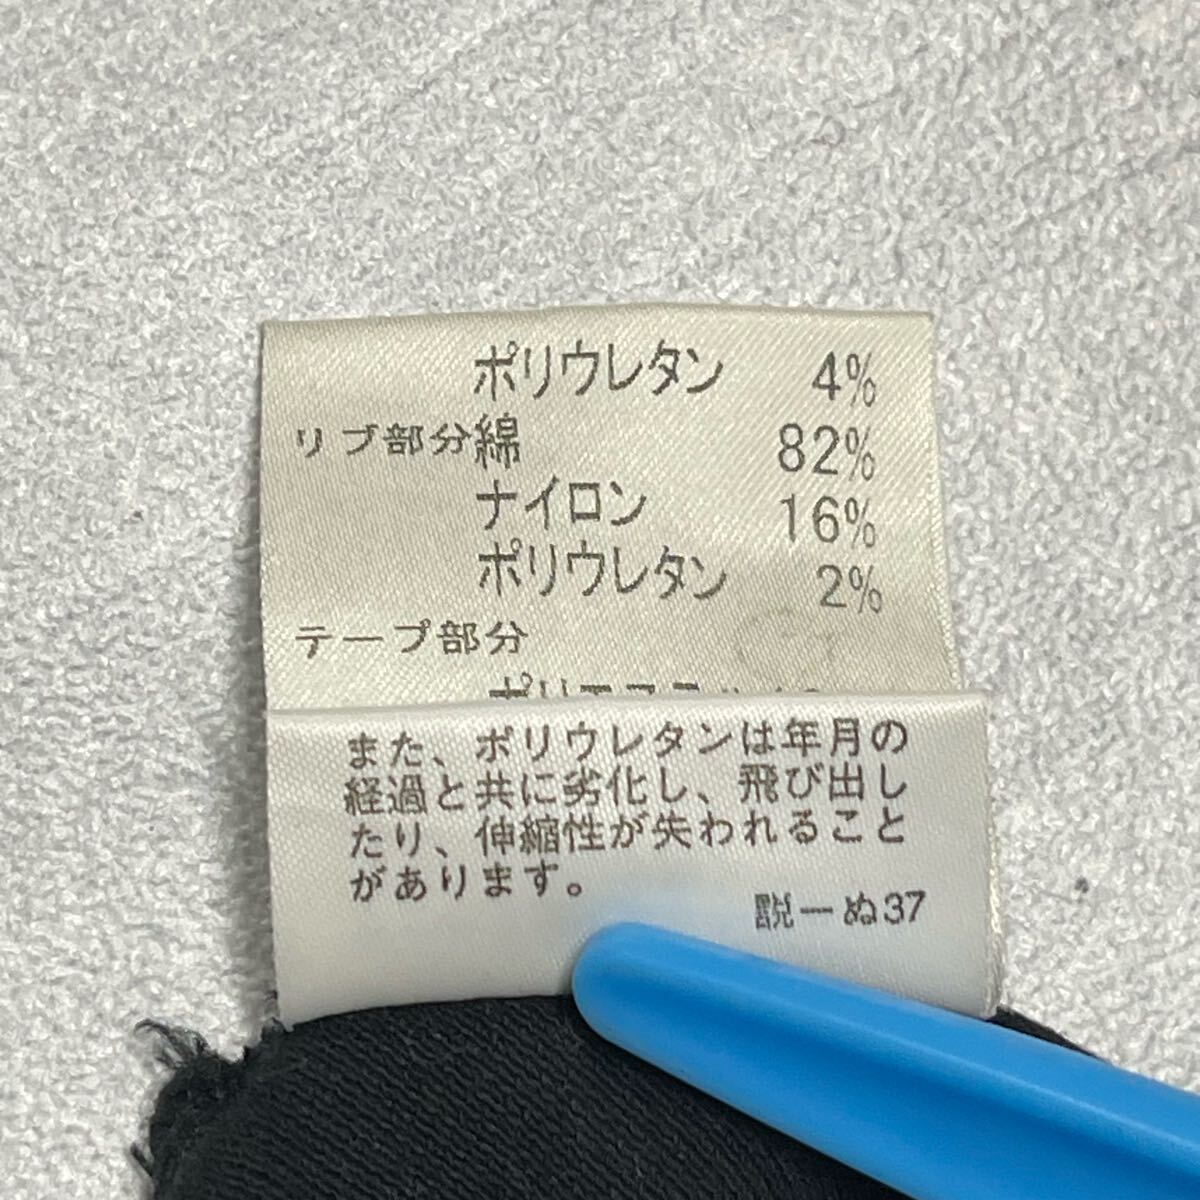 ポリウレタン 4%
リブ部分綿 82%
ナイロン 16%
ポリウレタン 2%
テープ部分
また、ポリウレタンは年月の
経過と共に劣化し、飛び出し
たり、伸縮性が失われること
があります。
説ーぬ37